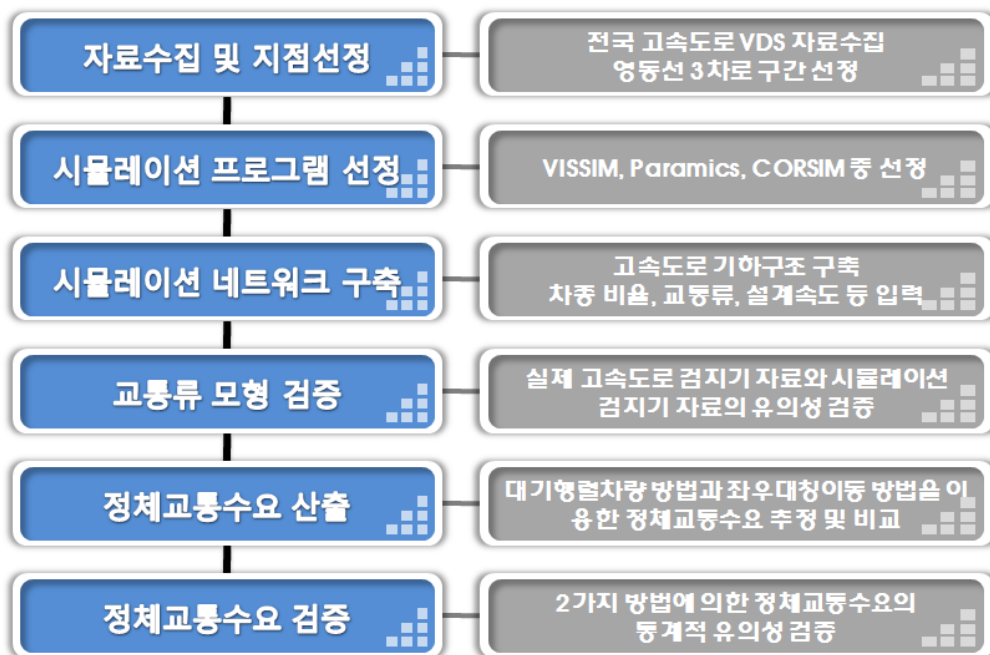 자료수집 및 지점선정
전국 고속도로 VDS 자료수집
영동선 3차로 구간 선정
시뮬레이션 프로그램 선정
VISSIM, Paramics, CORSIM 중 선정
시뮬레이션 네트워크 구축
고속도로 기하구조 구축
차종 비율, 교통류, 설계속도 등 입력
교통류 모형 검증
실제 고속도로 검지기 자료와 시뮬레이션
검지기 자료의 유의성 검증
정체교통수요 산출
대기행렬차량 방법과 좌우대칭이동 방법을 이
용한 정체교통수요 추정 및 비교
정체교통수요 검증
2가지 방법에 의한 정체교통수요의
통계적 유의성 검증